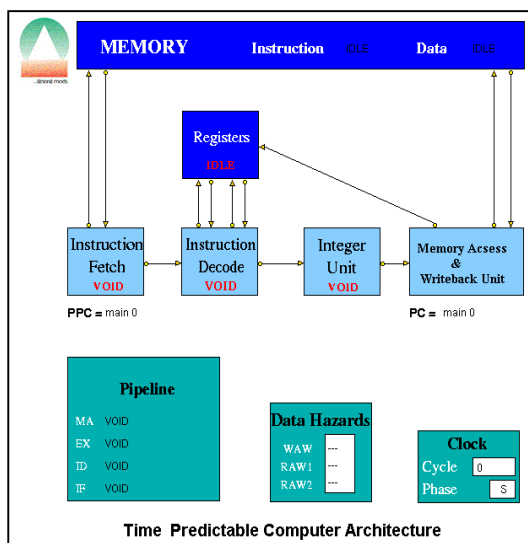 MEMORY Instruction IDLE Data IDLE
Registers
IDLE
Instruction
Fetch
VOID
Instruction
Decode
VOID
Integer
Unit
VOID
Memory Acsess
&
Writeback Unit
PPC = main 0
PC = main 0
Pipeline
MA VOID
EX VOID
ID VOID
IF VOID
Data Hazards
WAW ---
RAW1 ---
RAW2 ---
Clock
Cycle 0
Phase S
Time Predictable Computer Architecture